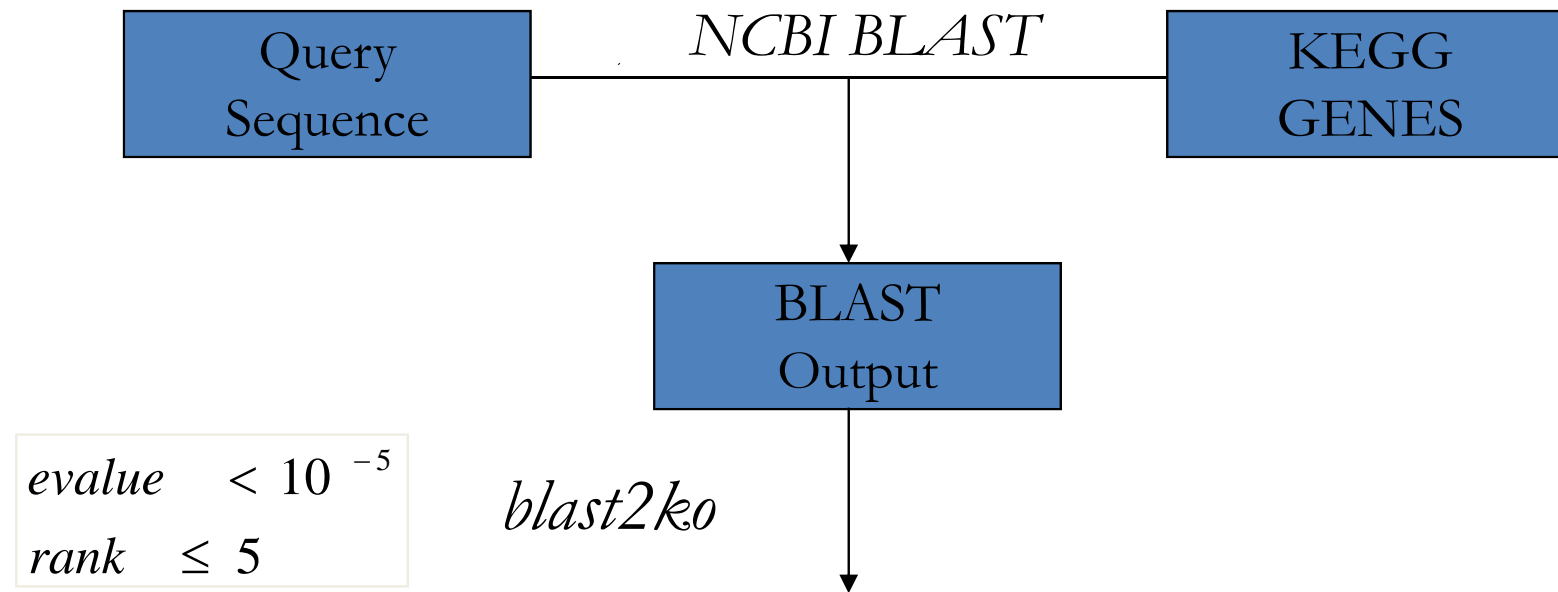 Query
Sequence
NCBI BLAST
KEGG
GENES
BLAST
Output
evalue < 10 ⁻⁵
rank ≤ 5
blast2ko